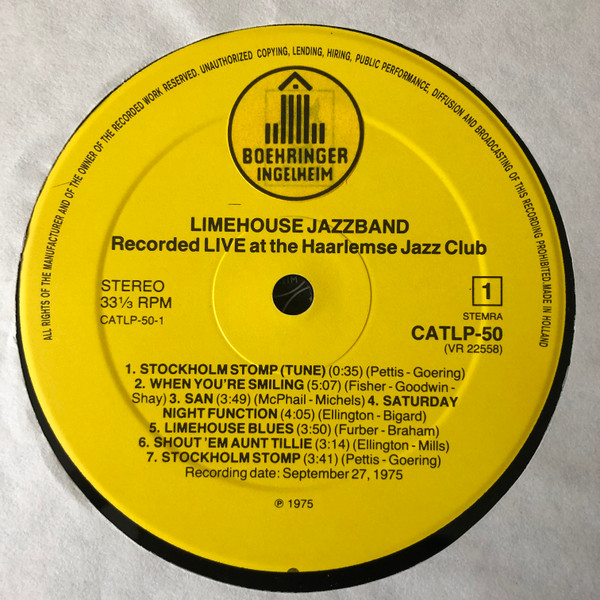 ALL RIGHTS OF THE MANUFACTURER AND OF THE OWNER OF THE RECORDED WORK RESERVED. UNAUTHORIZED COPYING, LENDING, HIRING, PUBLIC PERFORMANCE, DIFFUSION AND BROADCASTING OF THIS RECORDING PROHIBITED. MADE IN HOLLAND
BOEHRINGER
INGELHEIM
LIMEHOUSE JAZZBAND
Recorded LIVE at the Haarlemse Jazz Club
STEREO
33⅓ RPM
CATLP-50-1
1
STEMRA
CATLP-50
(VR 22558)
1. STOCKHOLM STOMP (TUNE) (0:35) (Pettis - Goering)
2. WHEN YOU'RE SMILING (5:07) (Fisher - Goodwin -
Shay) 3. SAN (3:49) (McPhail - Michels) 4. SATURDAY
NIGHT FUNCTION (4:05) (Ellington - Bigard)
5. LIMEHOUSE BLUES (3:50) (Furber - Braham)
6. SHOUT 'EM AUNT TILLIE (3:14) (Ellington - Mills)
7. STOCKHOLM STOMP (3:41) (Pettis - Goering)
Recording date: September 27, 1975
℗ 1975